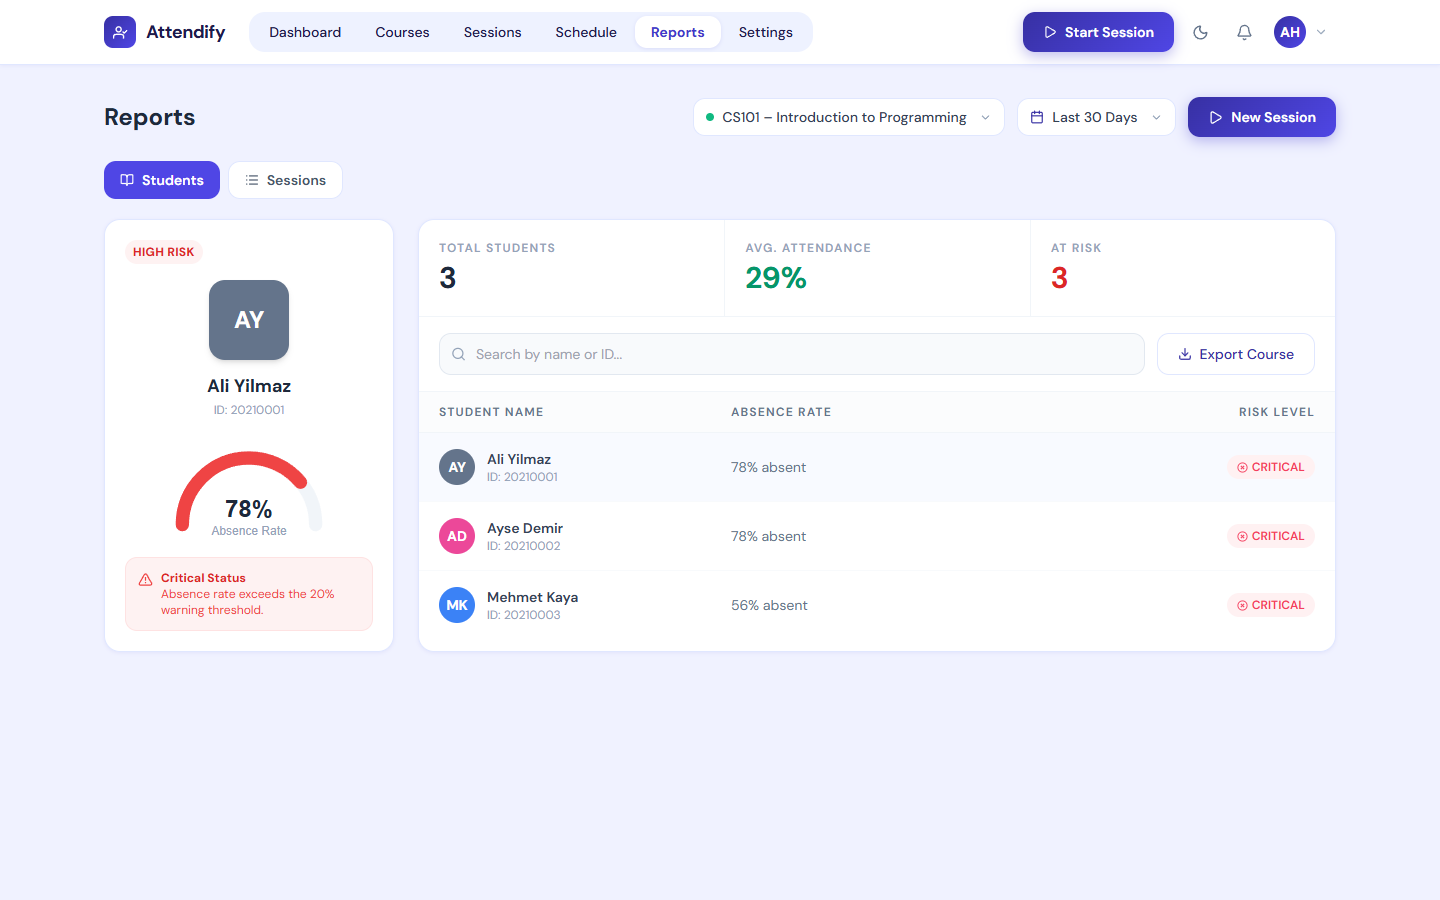 Attendify
Dashboard
Courses
Sessions
Schedule
Reports
Settings
Start Session
AH
Reports
CS101 – Introduction to Programming
Last 30 Days
New Session
Students
Sessions
HIGH RISK
AY
Ali Yilmaz
ID: 20210001
78%
Absence Rate
Critical Status
Absence rate exceeds the 20%
warning threshold.
TOTAL STUDENTS
3
AVG. ATTENDANCE
29%
AT RISK
3
Search by name or ID...
Export Course
STUDENT NAME
ABSENCE RATE
RISK LEVEL
AY
Ali Yilmaz
ID: 20210001
78% absent
CRITICAL
AD
Ayse Demir
ID: 20210002
78% absent
CRITICAL
MK
Mehmet Kaya
ID: 20210003
56% absent
CRITICAL